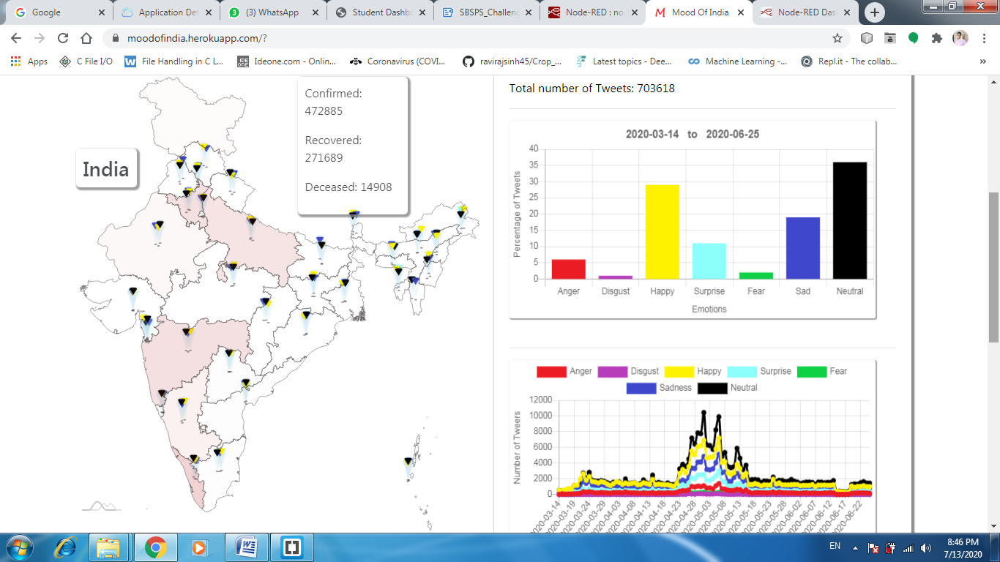 Google
Application Det
(3) WhatsApp
Student Dashbo
SBSPS_Challeng
Node-RED : no
Mood Of India
Node-RED Das
moodofindia.herokuapp.com/?
Apps
C File I/O
File Handling in C L...
Ideone.com - Onlin...
Coronavirus (COVI...
ravirajsinh45/Crop_...
Latest topics - Dee...
Machine Learning -...
Repl.it - The collab...
»
India
Confirmed:
472885
Recovered:
271689
Deceased: 14908
Total number of Tweets: 703618
2020-03-14 to 2020-06-25
Percentage of Tweets
40
35
30
25
20
15
10
5
0
Anger Disgust Happy Surprise Fear Sad Neutral
Emotions
Anger Disgust Happy Surprise Fear
Sadness Neutral
Number of Tweers
12000
10000
8000
6000
4000
2000
0
2020-03-14
2020-03-19
2020-03-24
2020-03-29
2020-04-03
2020-04-08
2020-04-13
2020-04-18
2020-04-23
2020-04-28
2020-05-03
2020-05-08
2020-05-13
2020-05-18
2020-05-23
2020-05-28
2020-06-02
2020-06-07
2020-06-12
2020-06-17
2020-06-22
EN
8:46 PM
7/13/2020